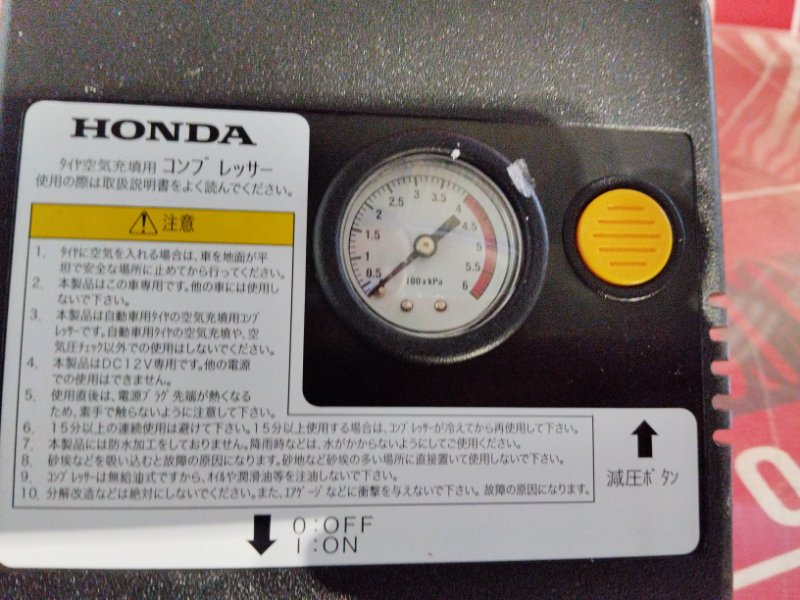 HONDA
タイヤ空気充填用 コンプレッサー
使用の際は取扱説明書をよく読んでください。
注意
1. タイヤに空気を入れる場合は、車を地面が平
坦で安全な場所に止めてから行ってください。
2. 本製品はこの車専用です。他の車には使用し
ないで下さい。
3. 本製品は自動車用タイヤの空気充填用コンプ
レッサーです。自動車用タイヤの空気充填や、空
気圧チェック以外での使用はしないでください。
4. 本製品はDC12V専用です。他の電源
での使用はできません。
5. 使用直後は、電源プラグ先端が熱くなる
ため、素手で触らないように注意して下さい。
6. 15分以上の連続使用は避けて下さい。15分以上使用する場合は、コンプレッサーが冷えてから再使用して下さい。
7. 本製品には防水加工をしておりません。降雨時などは、水がかからないようにしてご使用ください。
8. 砂埃などを吸い込むと故障の原因になります。砂地など砂埃の多い場所に直接置いて使用しないで下さい。
9. コンプレッサーは無給油式ですから、オイルや潤滑油等を注油しないで下さい。
10. 分解改造などは絶対にしないでください。また、エアゲージなどに衝撃を与えないで下さい。故障の原因になります。
0:OFF
1:ON
0.5 1 1.5 2 2.5 3 3.5 4 4.5 5 5.5 6
100xkPa
減圧ボタン